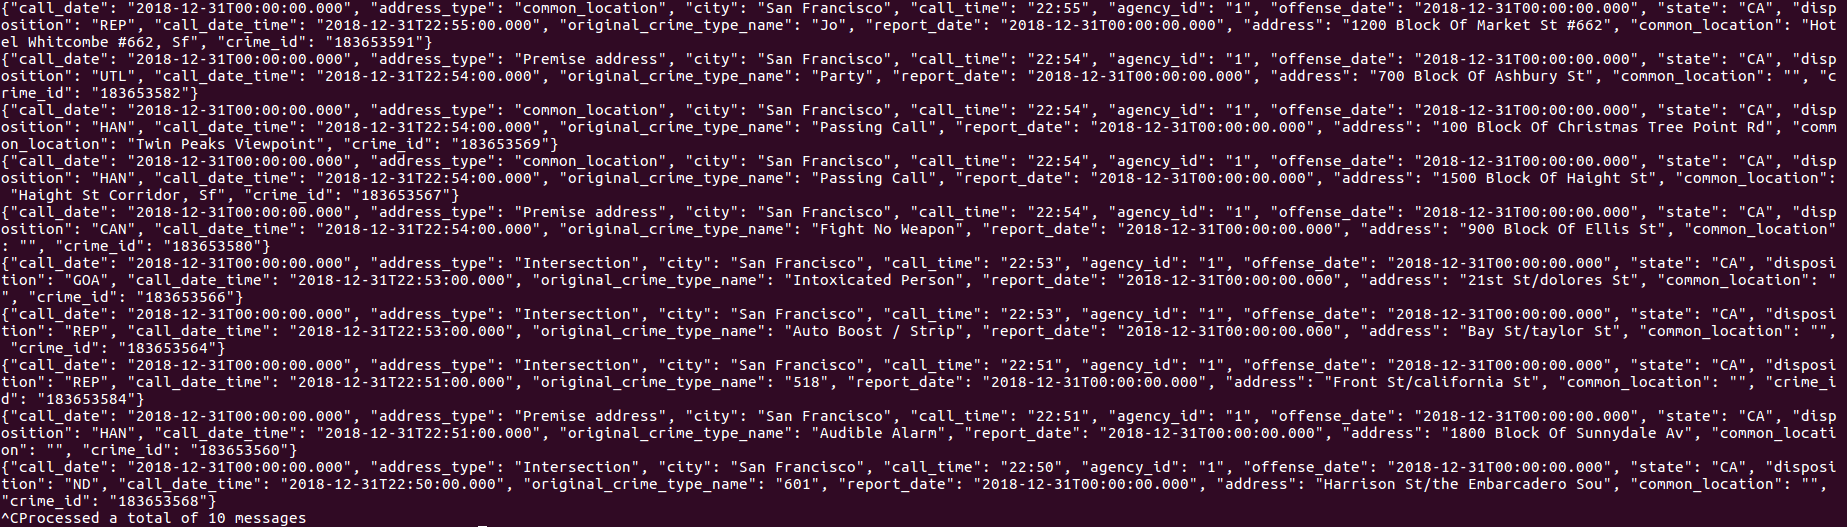 {"call_date": "2018-12-31T00:00:00.000", "address_type": "common_location", "city": "San Francisco", "call_time": "22:55", "agency_id": "1", "offense_date": "2018-12-31T00:00:00.000", "state": "CA", "disp
osition": "REP", "call_date_time": "2018-12-31T22:55:00.000", "original_crime_type_name": "Jo", "report_date": "2018-12-31T00:00:00.000", "address": "1200 Block Of Market St #662", "common_location": "Hot
el Whitcombe #662, Sf", "crime_id": "183653591"}
{"call_date": "2018-12-31T00:00:00.000", "address_type": "Premise address", "city": "San Francisco", "call_time": "22:54", "agency_id": "1", "offense_date": "2018-12-31T00:00:00.000", "state": "CA", "disp
osition": "UTL", "call_date_time": "2018-12-31T22:54:00.000", "original_crime_type_name": "Party", "report_date": "2018-12-31T00:00:00.000", "address": "700 Block Of Ashbury St", "common_location": "", "c
rime_id": "183653582"}
{"call_date": "2018-12-31T00:00:00.000", "address_type": "common_location", "city": "San Francisco", "call_time": "22:54", "agency_id": "1", "offense_date": "2018-12-31T00:00:00.000", "state": "CA", "disp
osition": "HAN", "call_date_time": "2018-12-31T22:54:00.000", "original_crime_type_name": "Passing Call", "report_date": "2018-12-31T00:00:00.000", "address": "100 Block Of Christmas Tree Point Rd", "comm
on_location": "Twin Peaks Viewpoint", "crime_id": "183653569"}
{"call_date": "2018-12-31T00:00:00.000", "address_type": "common_location", "city": "San Francisco", "call_time": "22:54", "agency_id": "1", "offense_date": "2018-12-31T00:00:00.000", "state": "CA", "disp
osition": "HAN", "call_date_time": "2018-12-31T22:54:00.000", "original_crime_type_name": "Passing Call", "report_date": "2018-12-31T00:00:00.000", "address": "1500 Block Of Haight St", "common_location":
 "Haight St Corridor, Sf", "crime_id": "183653567"}
{"call_date": "2018-12-31T00:00:00.000", "address_type": "Premise address", "city": "San Francisco", "call_time": "22:54", "agency_id": "1", "offense_date": "2018-12-31T00:00:00.000", "state": "CA", "disp
osition": "CAN", "call_date_time": "2018-12-31T22:54:00.000", "original_crime_type_name": "Fight No Weapon", "report_date": "2018-12-31T00:00:00.000", "address": "900 Block Of Ellis St", "common_location"
: "", "crime_id": "183653580"}
{"call_date": "2018-12-31T00:00:00.000", "address_type": "Intersection", "city": "San Francisco", "call_time": "22:53", "agency_id": "1", "offense_date": "2018-12-31T00:00:00.000", "state": "CA", "disposi
tion": "GOA", "call_date_time": "2018-12-31T22:53:00.000", "original_crime_type_name": "Intoxicated Person", "report_date": "2018-12-31T00:00:00.000", "address": "21st St/dolores St", "common_location": "
", "crime_id": "183653566"}
{"call_date": "2018-12-31T00:00:00.000", "address_type": "Intersection", "city": "San Francisco", "call_time": "22:53", "agency_id": "1", "offense_date": "2018-12-31T00:00:00.000", "state": "CA", "disposi
tion": "REP", "call_date_time": "2018-12-31T22:53:00.000", "original_crime_type_name": "Auto Boost / Strip", "report_date": "2018-12-31T00:00:00.000", "address": "Bay St/taylor St", "common_location": "",
 "crime_id": "183653564"}
{"call_date": "2018-12-31T00:00:00.000", "address_type": "Intersection", "city": "San Francisco", "call_time": "22:51", "agency_id": "1", "offense_date": "2018-12-31T00:00:00.000", "state": "CA", "disposi
tion": "REP", "call_date_time": "2018-12-31T22:51:00.000", "original_crime_type_name": "518", "report_date": "2018-12-31T00:00:00.000", "address": "Front St/california St", "common_location": "", "crime_i
d": "183653584"}
{"call_date": "2018-12-31T00:00:00.000", "address_type": "Premise address", "city": "San Francisco", "call_time": "22:51", "agency_id": "1", "offense_date": "2018-12-31T00:00:00.000", "state": "CA", "disp
osition": "HAN", "call_date_time": "2018-12-31T22:51:00.000", "original_crime_type_name": "Audible Alarm", "report_date": "2018-12-31T00:00:00.000", "address": "1800 Block Of Sunnydale Av", "common_locati
on": "", "crime_id": "183653560"}
{"call_date": "2018-12-31T00:00:00.000", "address_type": "Intersection", "city": "San Francisco", "call_time": "22:50", "agency_id": "1", "offense_date": "2018-12-31T00:00:00.000", "state": "CA", "disposi
tion": "ND", "call_date_time": "2018-12-31T22:50:00.000", "original_crime_type_name": "601", "report_date": "2018-12-31T00:00:00.000", "address": "Harrison St/the Embarcadero Sou", "common_location": "",
"crime_id": "183653568"}
^CProcessed a total of 10 messages